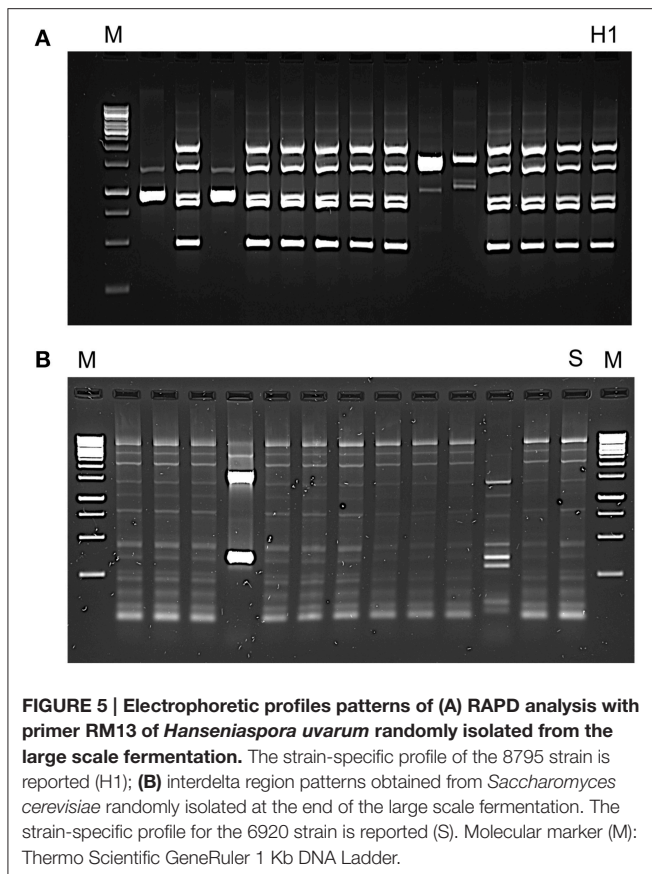 A
M
H1
B
M
S
M
FIGURE 5 | Electrophoretic profiles patterns of (A) RAPD analysis with
primer RM13 of Hanseniaspora uvarum randomly isolated from the
large scale fermentation. The strain-specific profile of the 8795 strain is
reported (H1); (B) interdelta region patterns obtained from Saccharomyces
cerevisiae randomly isolated at the end of the large scale fermentation. The
strain-specific profile for the 6920 strain is reported (S). Molecular marker (M):
Thermo Scientific GeneRuler 1 Kb DNA Ladder.